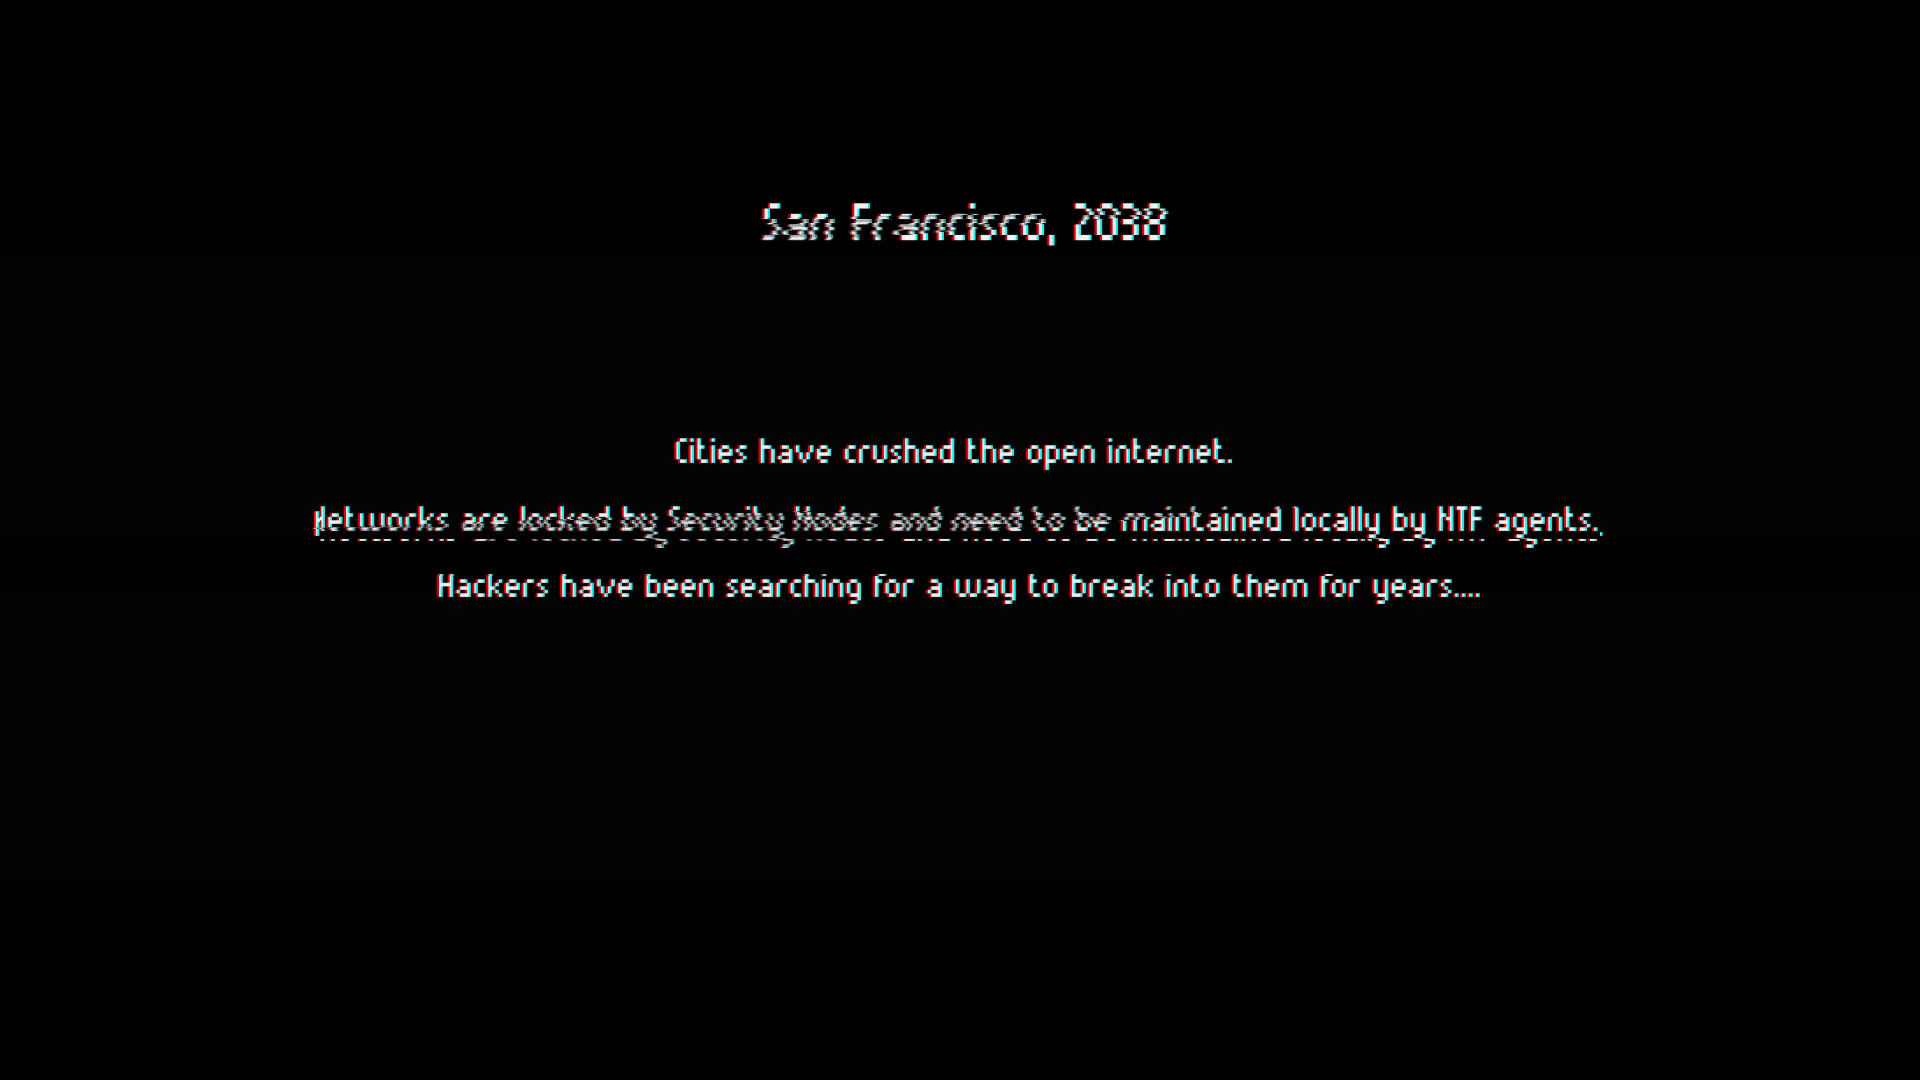 San Francisco, 2038
Cities have crushed the open internet.
Networks are locked by Security Nodes and need to be maintained locally by NTF agents.
Hackers have been searching for a way to break into them for years....